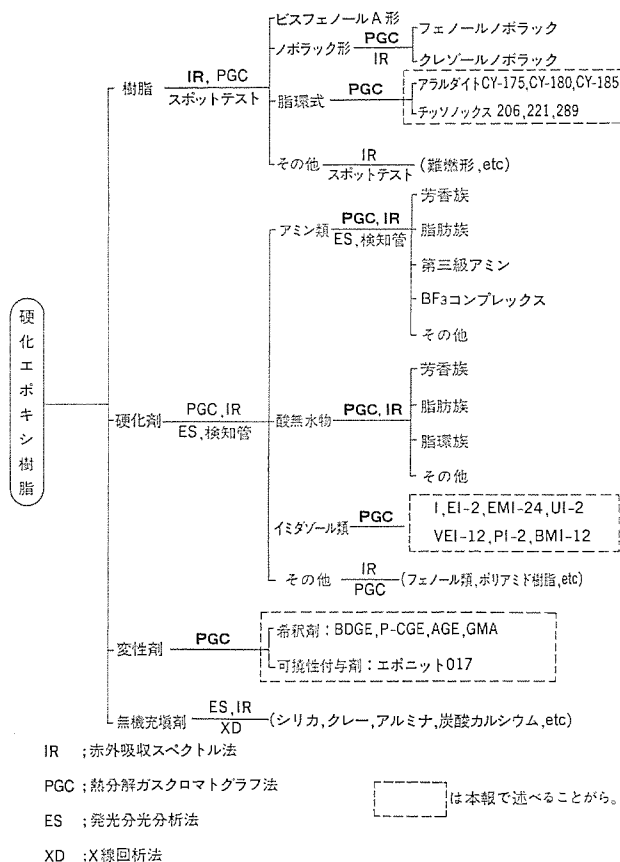 硬化エポキシ樹脂
樹脂
IR, PGC
スポットテスト
ビスフェノールA形
ノボラック形
PGC
IR
フェノールノボラック
クレゾールノボラック
脂環式
PGC
アラルダイトCY-175,CY-180,CY-185
チッソノックス 206,221,289
その他
IR
スポットテスト
(難燃形,etc)
硬化剤
PGC,IR
ES,検知管
アミン類
PGC, IR
ES,検知管
芳香族
脂肪族
第三級アミン
BF3コンプレックス
その他
酸無水物
PGC, IR
芳香族
脂肪族
脂環族
その他
イミダゾール類
PGC
I,EI-2,EMI-24,UI-2
VEI-12,PI-2,BMI-12
その他
IR
PGC
(フェノール類,ポリアミド樹脂,etc)
変性剤
PGC
希釈剤:BDGE,P-CGE,AGE,GMA
可撓性付与剤:エポニット017
無機充塡剤
ES,IR
XD
(シリカ,クレー,アルミナ,炭酸カルシウム,etc)
IR ;赤外吸収スペクトル法
PGC ;熱分解ガスクロマトグラフ法
ES ;発光分光分析法
XD ;X線回析法
は本報で述べることがら。